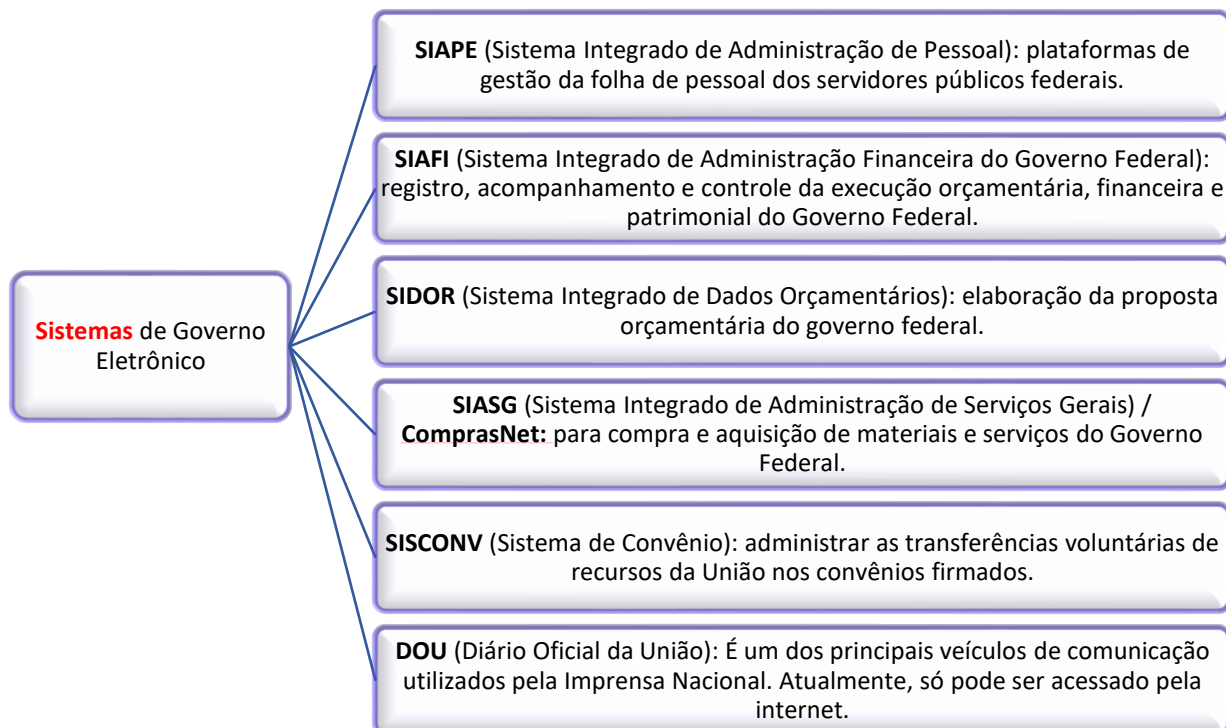 SIAPE (Sistema Integrado de Administração de Pessoal): plataformas de
gestão da folha de pessoal dos servidores públicos federais.
SIAFI (Sistema Integrado de Administração Financeira do Governo Federal):
registro, acompanhamento e controle da execução orçamentária, financeira e
patrimonial do Governo Federal.
Sistemas de Governo
Eletrônico
SIDOR (Sistema Integrado de Dados Orçamentários): elaboração da proposta
orçamentária do governo federal.
SIASG (Sistema Integrado de Administração de Serviços Gerais) /
ComprasNet: para compra e aquisição de materiais e serviços do Governo
Federal.
SISCONV (Sistema de Convênio): administrar as transferências voluntárias de
recursos da União nos convênios firmados.
DOU (Diário Oficial da União): É um dos principais veículos de comunicação
utilizados pela Imprensa Nacional. Atualmente, só pode ser acessado pela
internet.